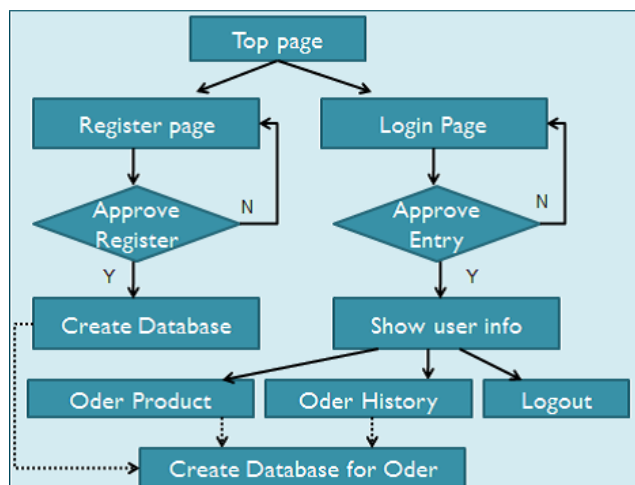 Top page
Register page
Login Page
Approve
Register
N
Approve
Entry
N
Y
Y
Create Database
Show user info
Oder Product
Oder History
Logout
Create Database for Oder